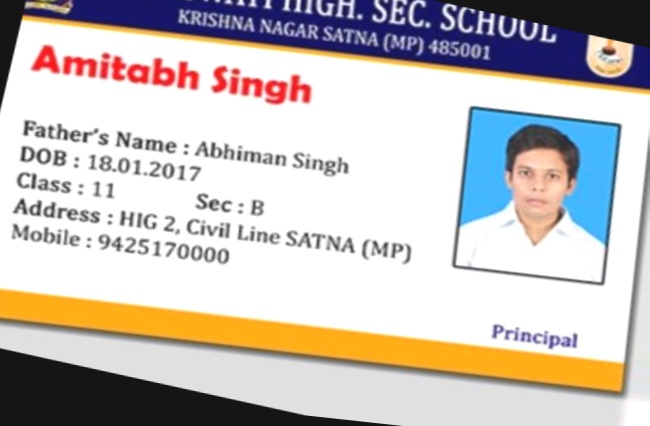 HIGH. SEC. SCHOOL
KRISHNA NAGAR SATNA (MP) 485001
Amitabh Singh
Father's Name : Abhiman Singh
DOB : 18.01.2017
Class : 11 Sec : B
Address : HIG 2, Civil Line SATNA (MP)
Mobile : 9425170000
Principal